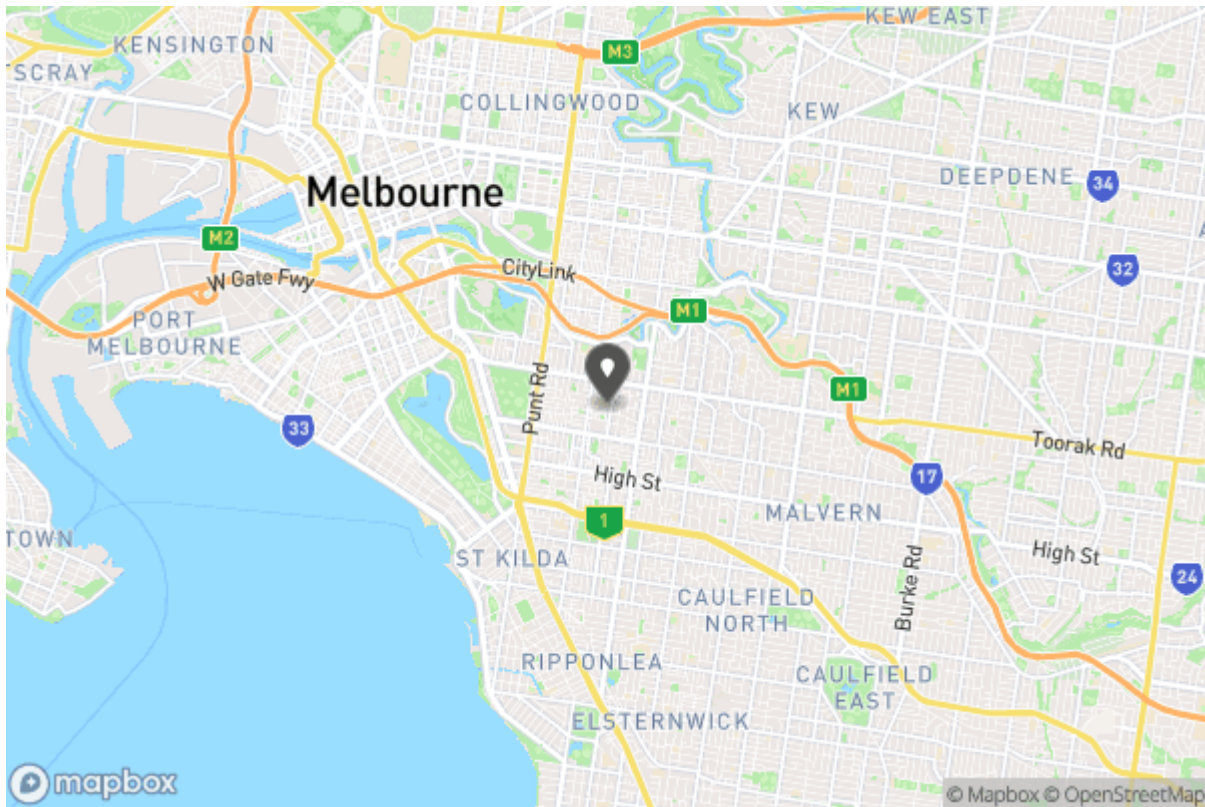 KEW EAST
KENSINGTON
M3
TSCRAY
COLLINGWOOD
KEW
DEEPDENE
34
Melbourne
M2
CityLink
32
W Gate Fwy
M1
PORT
MELBOURNE
Punt Rd
M1
33
Toorak Rd
High St
17
MALVERN
1
TOWN
ST KILDA
High St
24
Burke Rd
CAULFIELD
NORTH
RIPPONLEA
CAULFIELD
EAST
ELSTERNWICK
mapbox
© Mapbox © OpenStreetMap